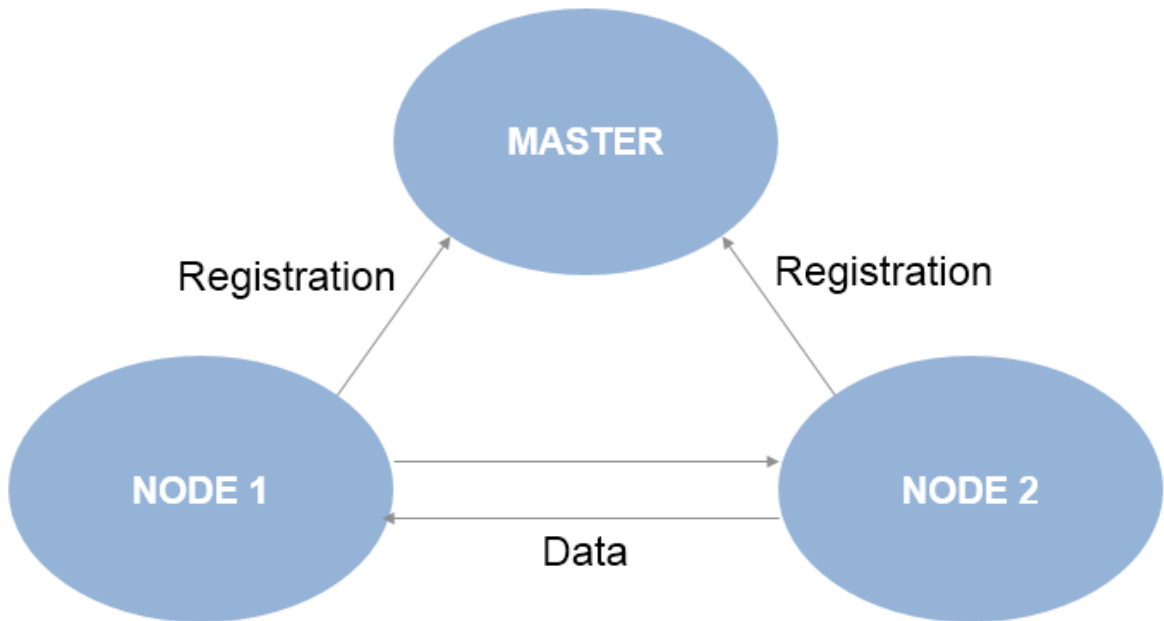 MASTER
Registration
Registration
NODE 1
NODE 2
Data